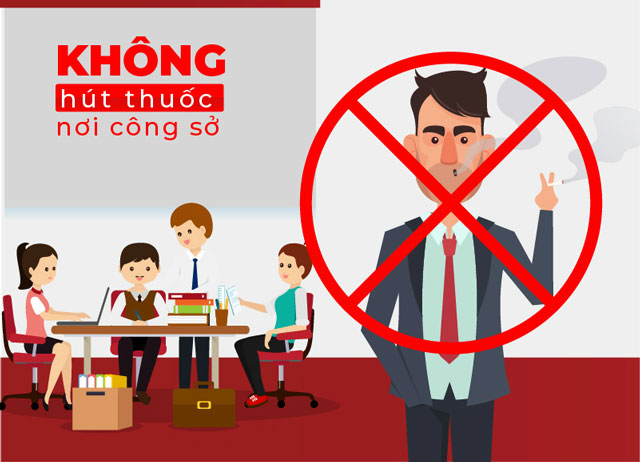 KHÔNG
hút thuốc
nơi công sở